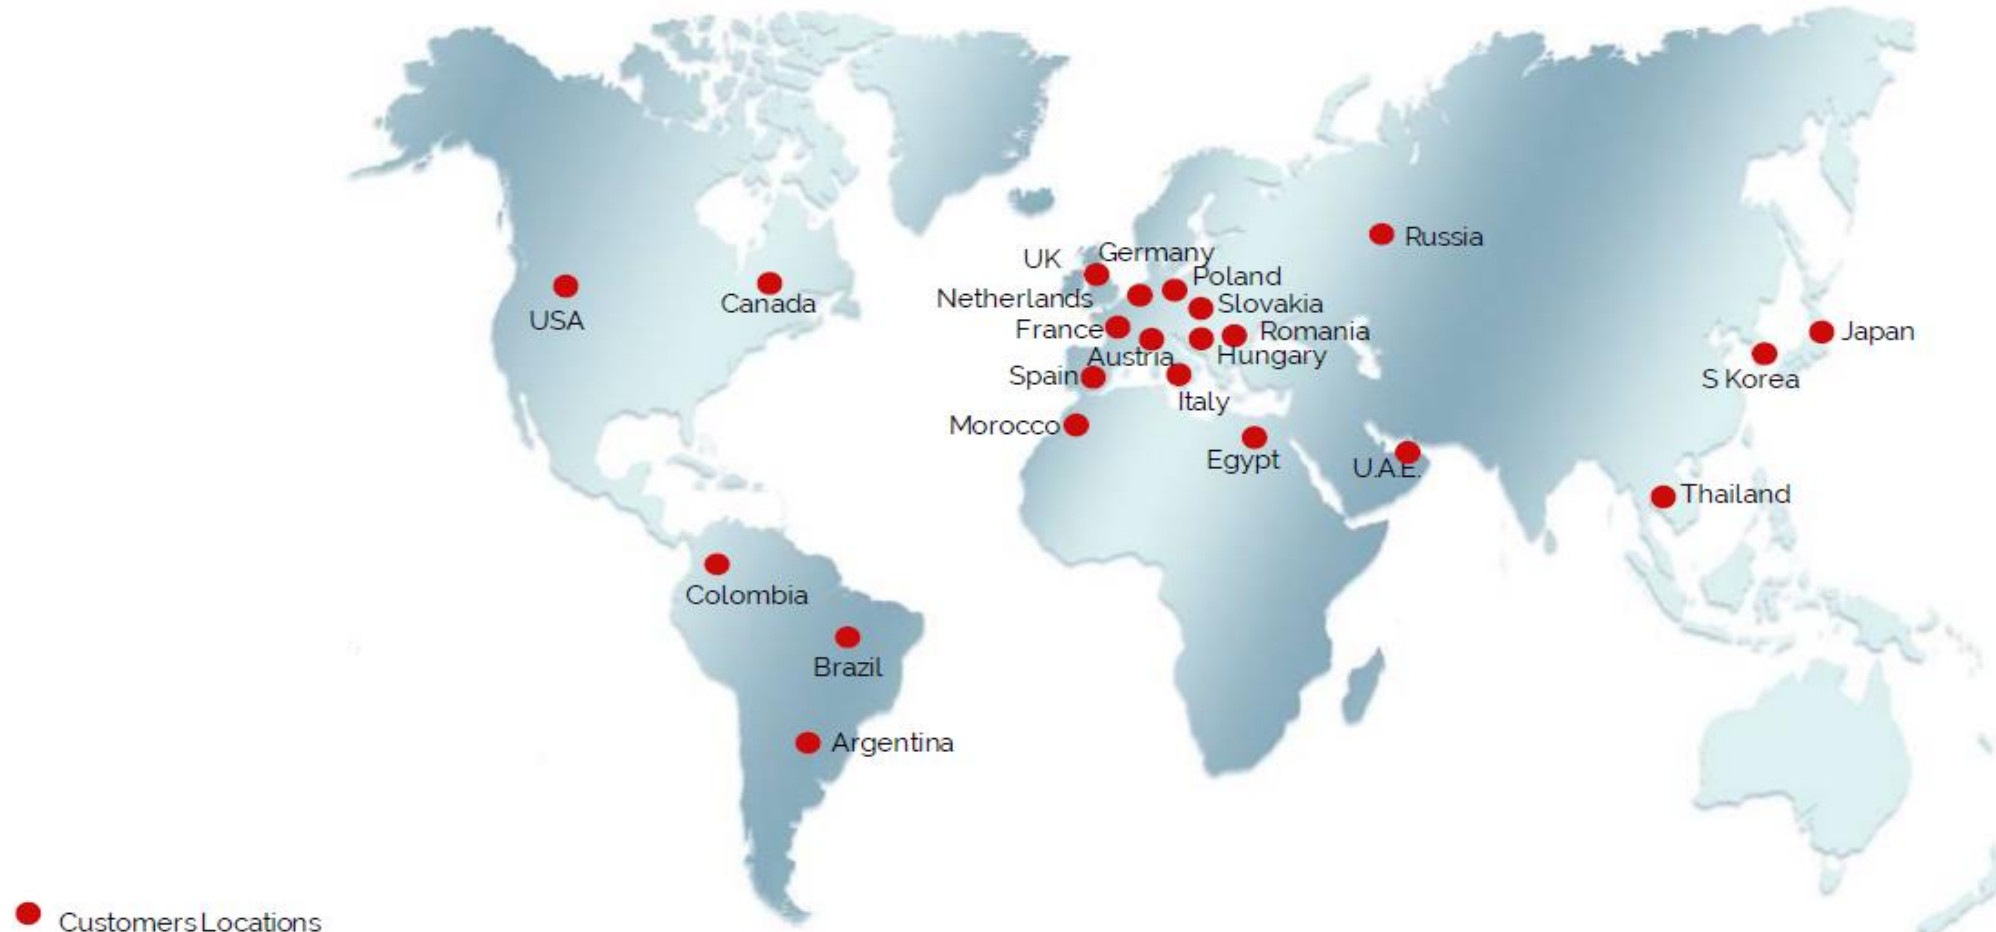 Russia
UK
Germany
Poland
Netherlands
Slovakia
USA
Canada
France
Romania
Japan
Austria
Hungary
Spain
S Korea
Italy
Morocco
Egypt
U.A.E.
Thailand
Colombia
Brazil
Argentina
Customers Locations